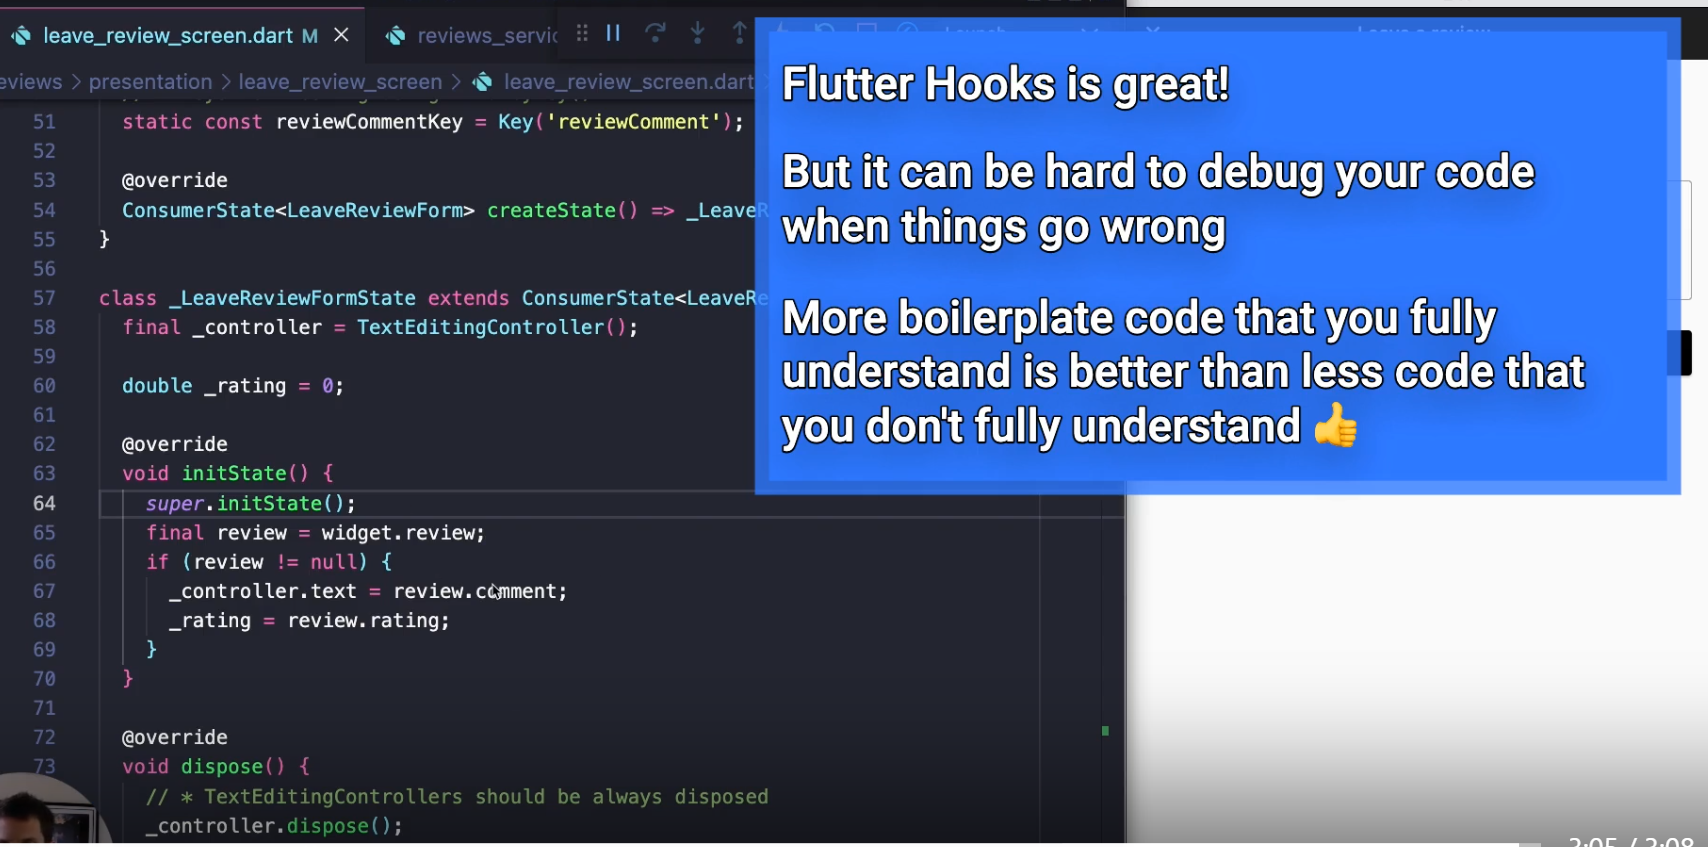 leave_review_screen.dart M
reviews_servic
eviews > presentation > leave_review_screen > leave_review_screen.dart
51 static const reviewCommentKey = Key('reviewComment');
52
53 @override
54 ConsumerState<LeaveReviewForm> createState() => _LeaveR
55 }
56
57 class _LeaveReviewFormState extends ConsumerState<LeaveRe
58 final _controller = TextEditingController();
59
60 double _rating = 0;
61
62 @override
63 void initState() {
64 super.initState();
65 final review = widget.review;
66 if (review != null) {
67 _controller.text = review.comment;
68 _rating = review.rating;
69 }
70 }
71
72 @override
73 void dispose() {
// * TextEditingControllers should be always disposed
_controller.dispose();
Flutter Hooks is great!
But it can be hard to debug your code
when things go wrong
More boilerplate code that you fully
understand is better than less code that
you don't fully understand 👍